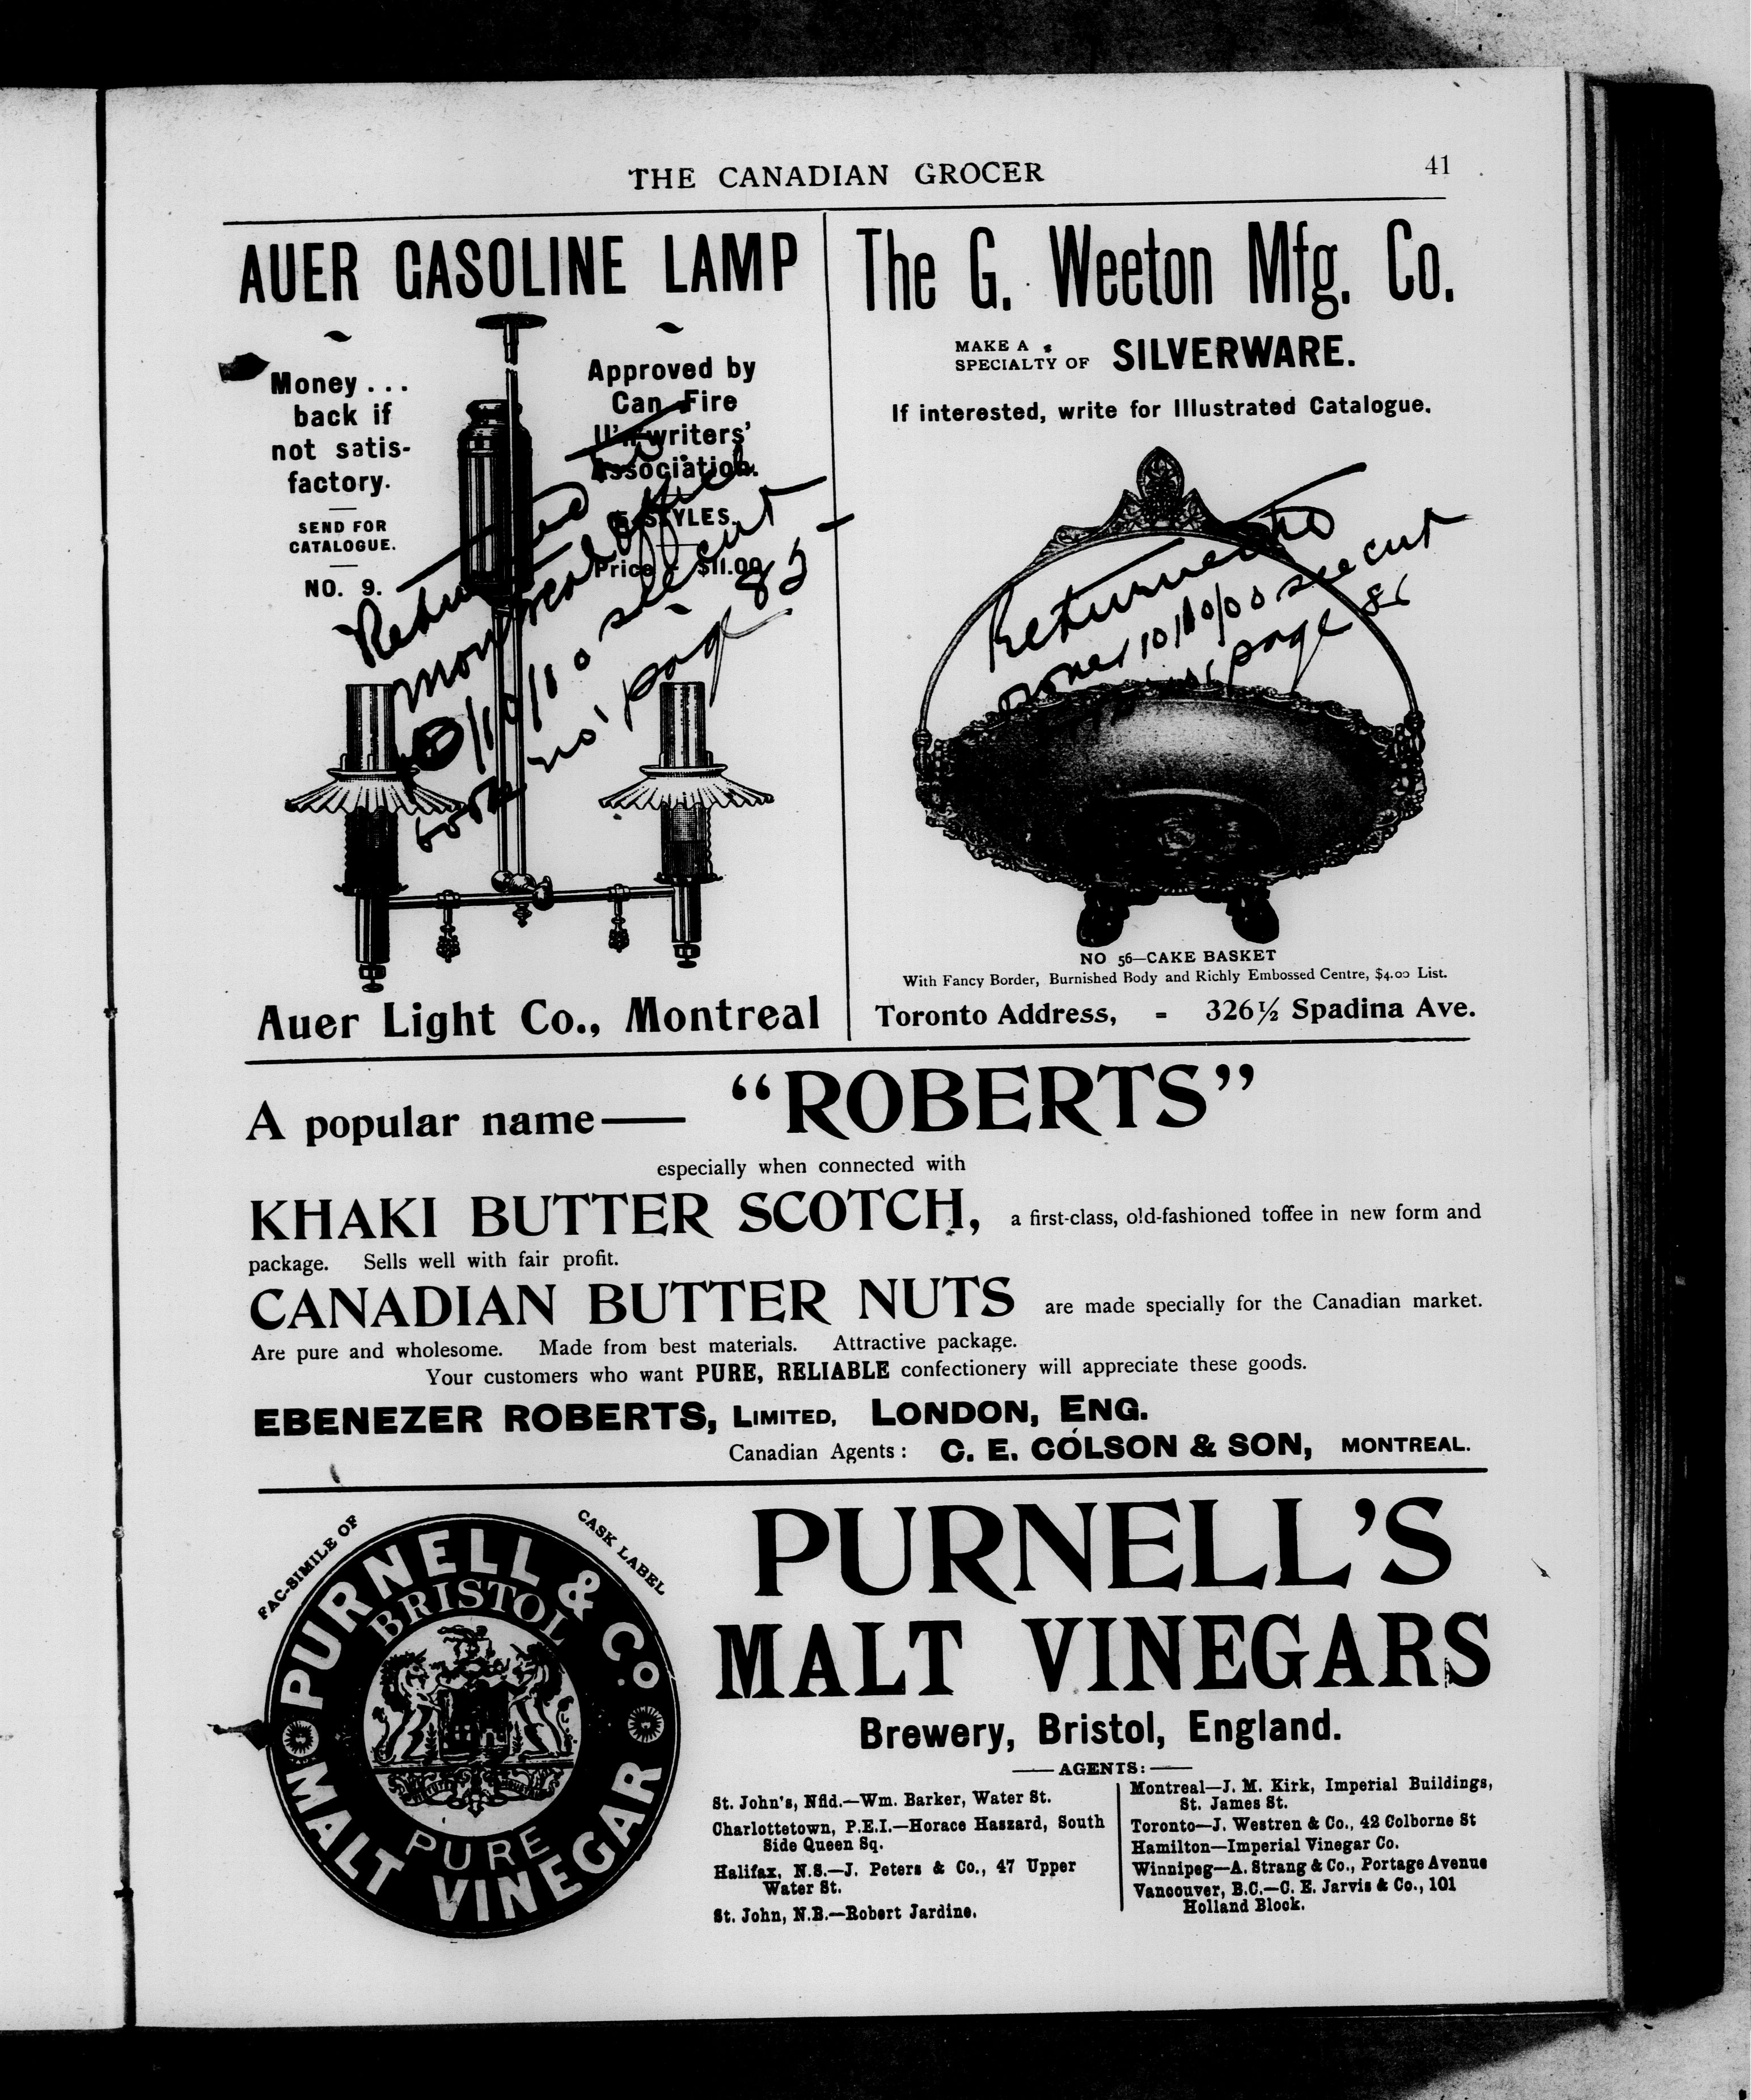 THE CANADIAN GROCER
41
AUER GASOLINE LAMP
Money . . .
back if
not satis-
factory.
SEND FOR
CATALOGUE.
NO. 9.
Approved by
Can. Fire
writers'
Association.
STYLES.
Price - $11.00
Auer Light Co., Montreal
The G. Weeton Mfg. Co.
MAKE A
SPECIALTY OF SILVERWARE.
If interested, write for Illustrated Catalogue.
Returned to
10/10/00 see cut
page 86
NO 56—CAKE BASKET
With Fancy Border, Burnished Body and Richly Embossed Centre, $4.00 List.
Toronto Address, - 326½ Spadina Ave.
A popular name— "ROBERTS"
especially when connected with
KHAKI BUTTER SCOTCH, a first-class, old-fashioned toffee in new form and
package. Sells well with fair profit.
CANADIAN BUTTER NUTS are made specially for the Canadian market.
Are pure and wholesome. Made from best materials. Attractive package.
Your customers who want PURE, RELIABLE confectionery will appreciate these goods.
EBENEZER ROBERTS, LIMITED, LONDON, ENG.
Canadian Agents: C. E. COLSON & SON, MONTREAL.
FAC-SIMILE OF
CASK LABEL
PURNELL & Co.
BRISTOL
PURE
MALT VINEGAR
PURNELL'S
MALT VINEGARS
Brewery, Bristol, England.
AGENTS:
St. John's, Nfld.—Wm. Barker, Water St.
Charlottetown, P.E.I.—Horace Haszard, South
Side Queen Sq.
Halifax, N.S.—J. Peters & Co., 47 Upper
Water St.
St. John, N.B.—Robert Jardine.
Montreal—J. M. Kirk, Imperial Buildings,
St. James St.
Toronto—J. Westren & Co., 42 Colborne St
Hamilton—Imperial Vinegar Co.
Winnipeg—A. Strang & Co., Portage Avenue
Vancouver, B.C.—C. E. Jarvis & Co., 101
Holland Block.